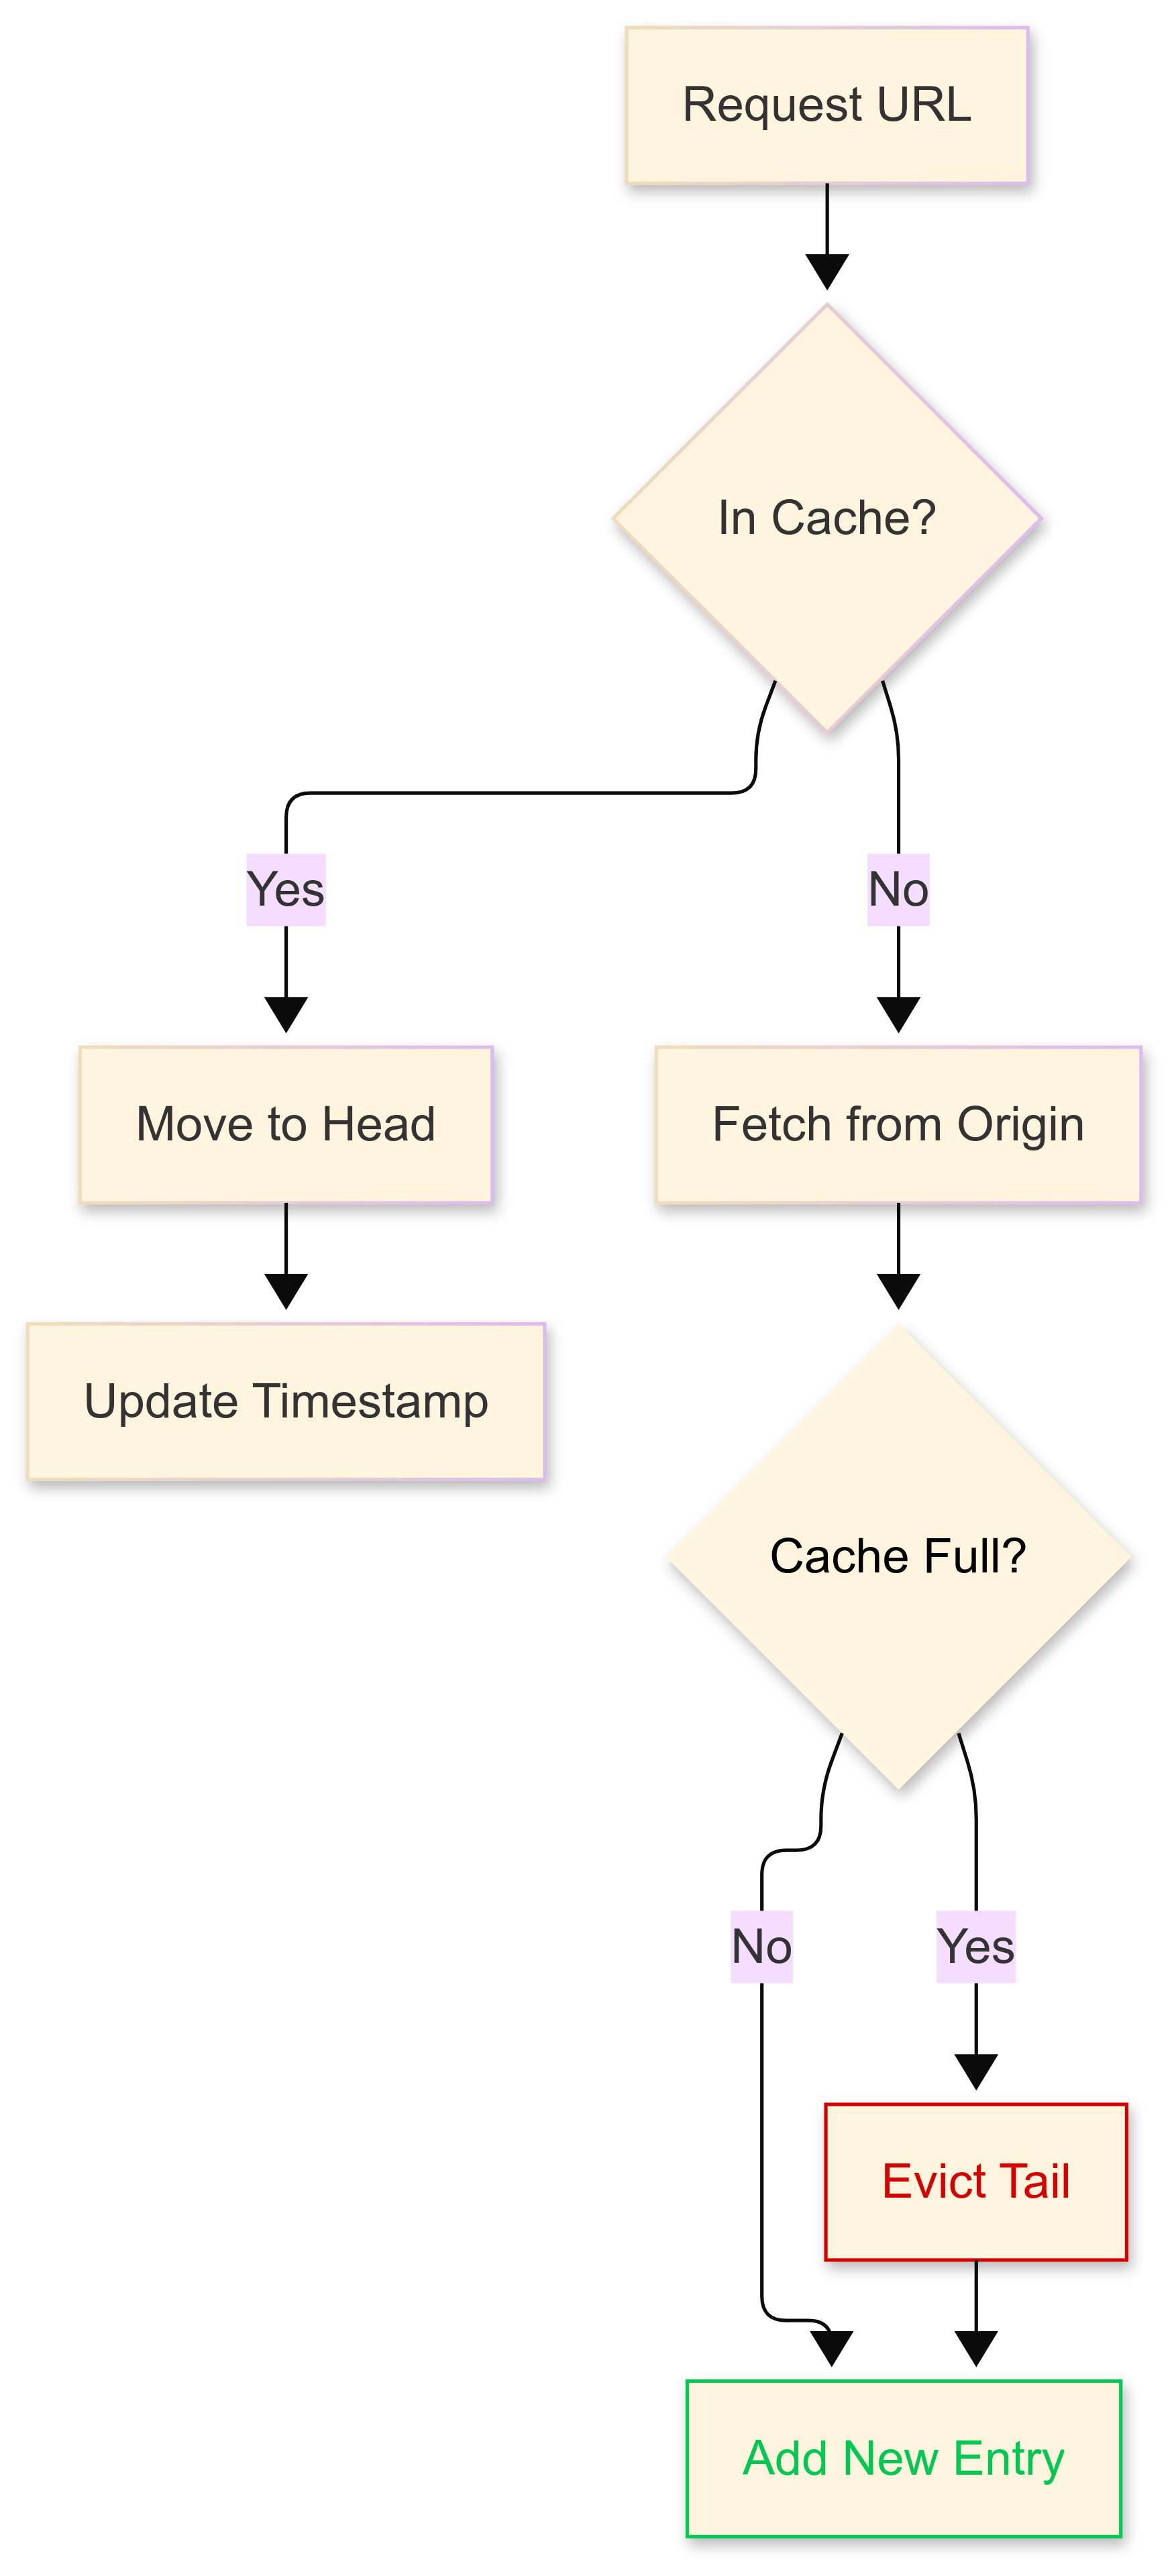 Request URL
In Cache?
Yes
No
Move to Head
Fetch from Origin
Update Timestamp
Cache Full?
No
Yes
Evict Tail
Add New Entry